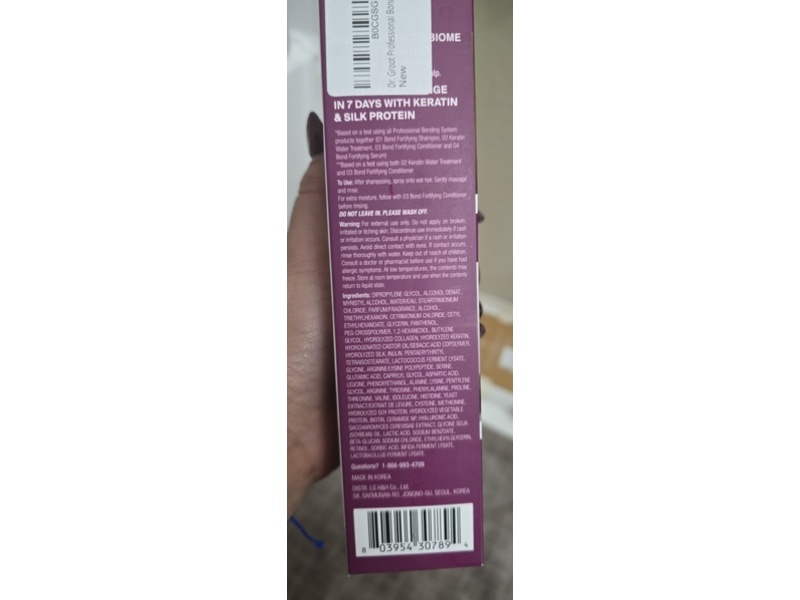 B0CGSG
Dr. Groot Professional Bon
New
BIOME
lp.
GE
IN 7 DAYS WITH KERATIN
& SILK PROTEIN
*Based on a test using all Professional Bonding System
products together (01 Bond Fortifying Shampoo, 02 Keratin
Water Treatment, 03 Bond Fortifying Conditioner and 04
Bond Fortifying Serum)
**Based on a test using both 02 Keratin Water Treatment
and 03 Bond Fortifying Conditioner
To Use: After shampooing, spray onto wet hair. Gently massage
and rinse.
For extra moisture, follow with 03 Bond Fortifying Conditioner
before rinsing.
DO NOT LEAVE IN. PLEASE WASH OFF.
Warning: For external use only. Do not apply on broken,
irritated or itching skin. Discontinue use immediately if rash
or irritation occurs. Consult a physician if a rash or irritation
persists. Avoid direct contact with eyes. If contact occurs,
rinse thoroughly with water. Keep out of reach of children.
Consult a doctor or pharmacist before use if you have had
allergic symptoms. At low temperatures, the contents may
freeze. Store at room temperature and use when the contents
return to liquid state.
Ingredients: DIPROPYLENE GLYCOL, ALCOHOL DENAT.,
MYRISTYL ALCOHOL, WATER/EAU, STEARTRIMONIUM
CHLORIDE, PARFUM/FRAGRANCE, ALCOHOL,
TRIETHYLHEXANOIN, CETRIMONIUM CHLORIDE, CETYL
ETHYLHEXANOATE, GLYCERIN, PANTHENOL,
PEG-CROSSPOLYMER, 1,2-HEXANEDIOL, BUTYLENE
GLYCOL, HYDROLYZED COLLAGEN, HYDROLYZED KERATIN,
HYDROGENATED CASTOR OIL/SEBACIC ACID COPOLYMER,
HYDROLYZED SILK, INULIN, PENTAERYTHRITYL
TETRAISOSTEARATE, LACTOCOCCUS FERMENT LYSATE,
GLYCINE, ARGININE/LYSINE POLYPEPTIDE, SERINE,
GLUTAMIC ACID, CAPRYLYL GLYCOL, ASPARTIC ACID,
LEUCINE, PHENOXYETHANOL, ALANINE, LYSINE, PENTYLENE
GLYCOL, ARGININE, TYROSINE, PHENYLALANINE, PROLINE,
THREONINE, VALINE, ISOLEUCINE, HISTIDINE, YEAST
EXTRACT/EXTRAIT DE LEVURE, CYSTEINE, METHIONINE,
HYDROLYZED SOY PROTEIN, HYDROLYZED VEGETABLE
PROTEIN, BIOTIN, CERAMIDE NP, HYALURONIC ACID,
SACCHAROMYCES CEREVISIAE EXTRACT, GLYCINE SOJA
(SOYBEAN) OIL, LACTIC ACID, SODIUM BENZOATE,
BETA-GLUCAN, SODIUM CHLORIDE, ETHYLHEXYLGLYCERIN,
RETINOL, SORBIC ACID, BIFIDA FERMENT LYSATE,
LACTOBACILLUS FERMENT LYSATE.
Questions? 1-866-993-4709
MADE IN KOREA
DISTR. LG H&H Co., Ltd.
58, SAEMUNAN-RO, JONGNO-GU, SEOUL, KOREA
8 03954 30789 4